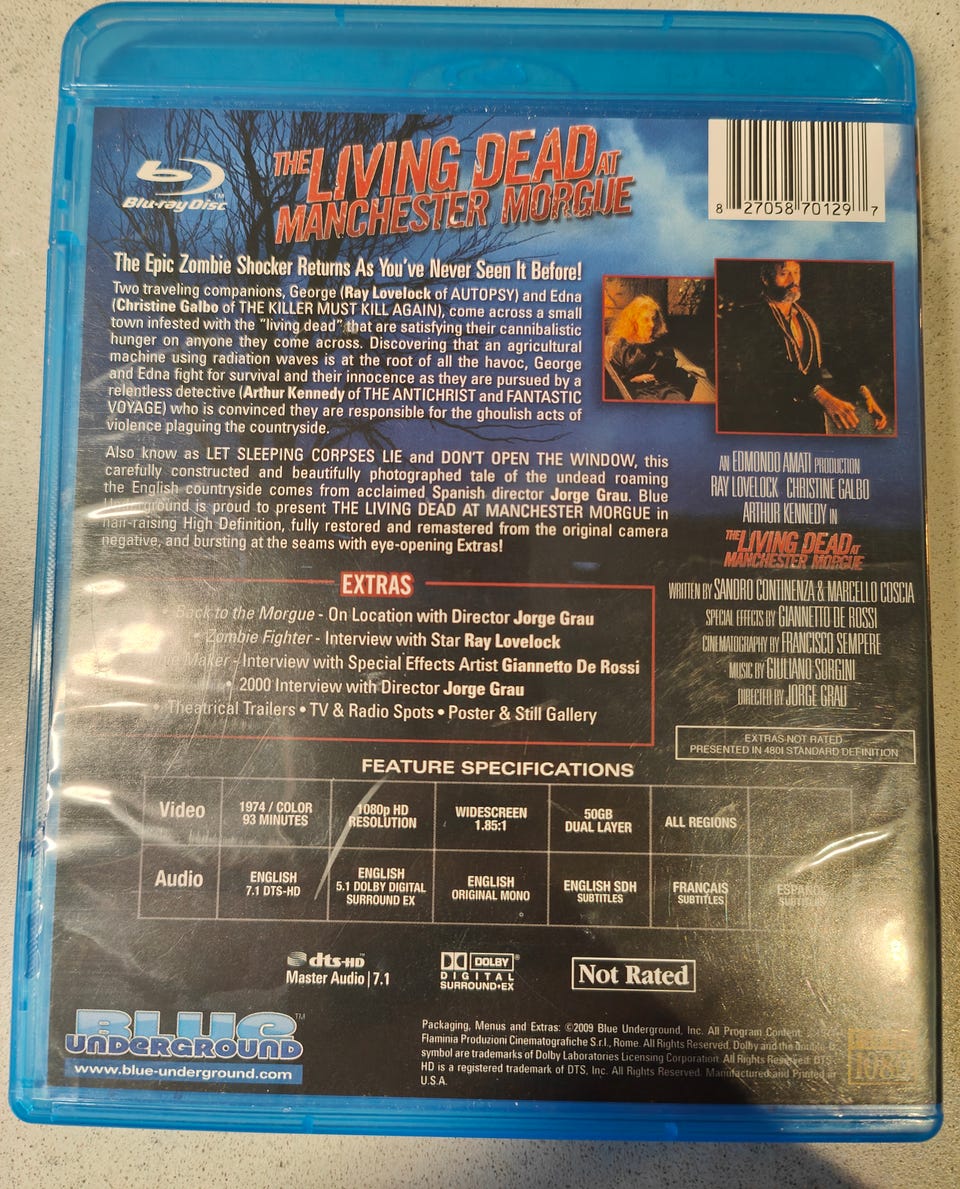 Blu-ray Disc
TM
THE LIVING DEAD AT
MANCHESTER MORGUE
8 27058 70129 7
The Epic Zombie Shocker Returns As You've Never Seen It Before!
Two traveling companions, George (Ray Lovelock of AUTOPSY) and Edna
(Christine Galbo of THE KILLER MUST KILL AGAIN), come across a small
town infested with the "living dead" that are satisfying their cannibalistic
hunger on anyone they come across. Discovering that an agricultural
machine using radiation waves is at the root of all the havoc, George
and Edna fight for survival and their innocence as they are pursued by a
relentless detective (Arthur Kennedy of THE ANTICHRIST and FANTASTIC
VOYAGE) who is convinced they are responsible for the ghoulish acts of
violence plaguing the countryside.
Also know as LET SLEEPING CORPSES LIE and DON'T OPEN THE WINDOW, this
carefully constructed and beautifully photographed tale of the undead roaming
the English countryside comes from acclaimed Spanish director Jorge Grau. Blue
Underground is proud to present THE LIVING DEAD AT MANCHESTER MORGUE in
hair-raising High Definition, fully restored and remastered from the original camera
negative, and bursting at the seams with eye-opening Extras!
AN EDMONDO AMATI PRODUCTION
RAY LOVELOCK CHRISTINE GALBO
ARTHUR KENNEDY IN
THE LIVING DEAD AT
MANCHESTER MORGUE
WRITTEN BY SANDRO CONTINENZA & MARCELLO COSCIA
SPECIAL EFFECTS BY GIANNETTO DE ROSSI
CINEMATOGRAPHY BY FRANCISCO SEMPERE
MUSIC BY GIULIANO SORGINI
DIRECTED BY JORGE GRAU
EXTRAS
• Back to the Morgue - On Location with Director Jorge Grau
• Zombie Fighter - Interview with Star Ray Lovelock
Maker - Interview with Special Effects Artist Giannetto De Rossi
• 2000 Interview with Director Jorge Grau
• Theatrical Trailers • TV & Radio Spots • Poster & Still Gallery
EXTRAS NOT RATED
PRESENTED IN 480I STANDARD DEFINITION
FEATURE SPECIFICATIONS
Video
1974 / COLOR
93 MINUTES
1080p HD
RESOLUTION
WIDESCREEN
1.85:1
50GB
DUAL LAYER
ALL REGIONS
Audio
ENGLISH
7.1 DTS-HD
ENGLISH
5.1 DOLBY DIGITAL
SURROUND EX
ENGLISH
ORIGINAL MONO
ENGLISH SDH
SUBTITLES
FRANÇAIS
SUBTITLES
ESPAÑOL
SUBTITLES
dts-HD
Master Audio | 7.1
DOLBY
DIGITAL
SURROUND•EX
Not Rated
BLUE
UNDERGROUND
TM
www.blue-underground.com
Packaging, Menus and Extras: ©2009 Blue Underground, Inc. All Program Content
Flaminia Produzioni Cinematografiche S.r.l., Rome. All Rights Reserved. Dolby and the double-D
symbol are trademarks of Dolby Laboratories Licensing Corporation. All Rights Reserved. DTS-
HD is a registered trademark of DTS, Inc. All Rights Reserved. Manufactured and Printed in
U.S.A.